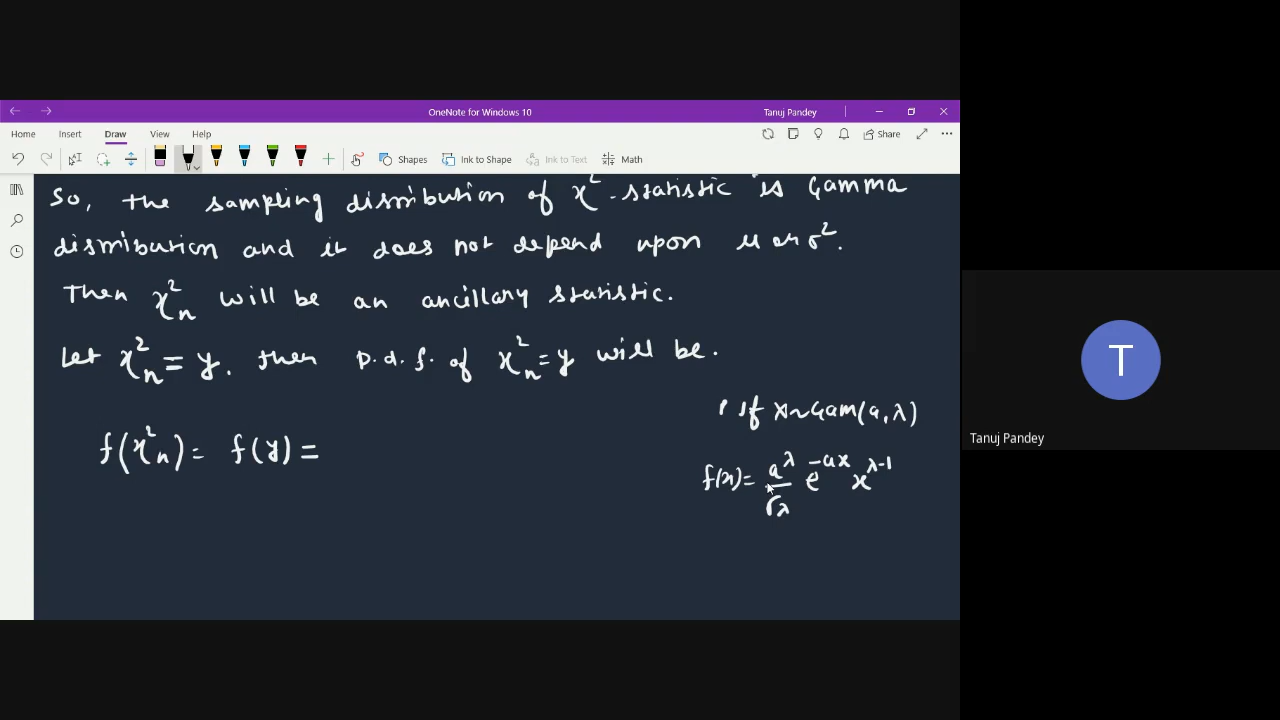 OneNote for Windows 10
Tanuj Pandey
Home Insert Draw View Help
Share
Shapes Ink to Shape Ink to Text Math
So, the sampling distribution of χ² - statistic is Gamma
distribution and it does not depend upon μ or σ².
Then χ²n will be an ancillary statistic.
Let χ²n = y. then p.d.f. of χ²n = y will be.
' If X~Gam(a, λ)
f(χ²n) = f(y) =
f(x) = a^λ/Γλ e^-ax x^λ-1
T
Tanuj Pandey